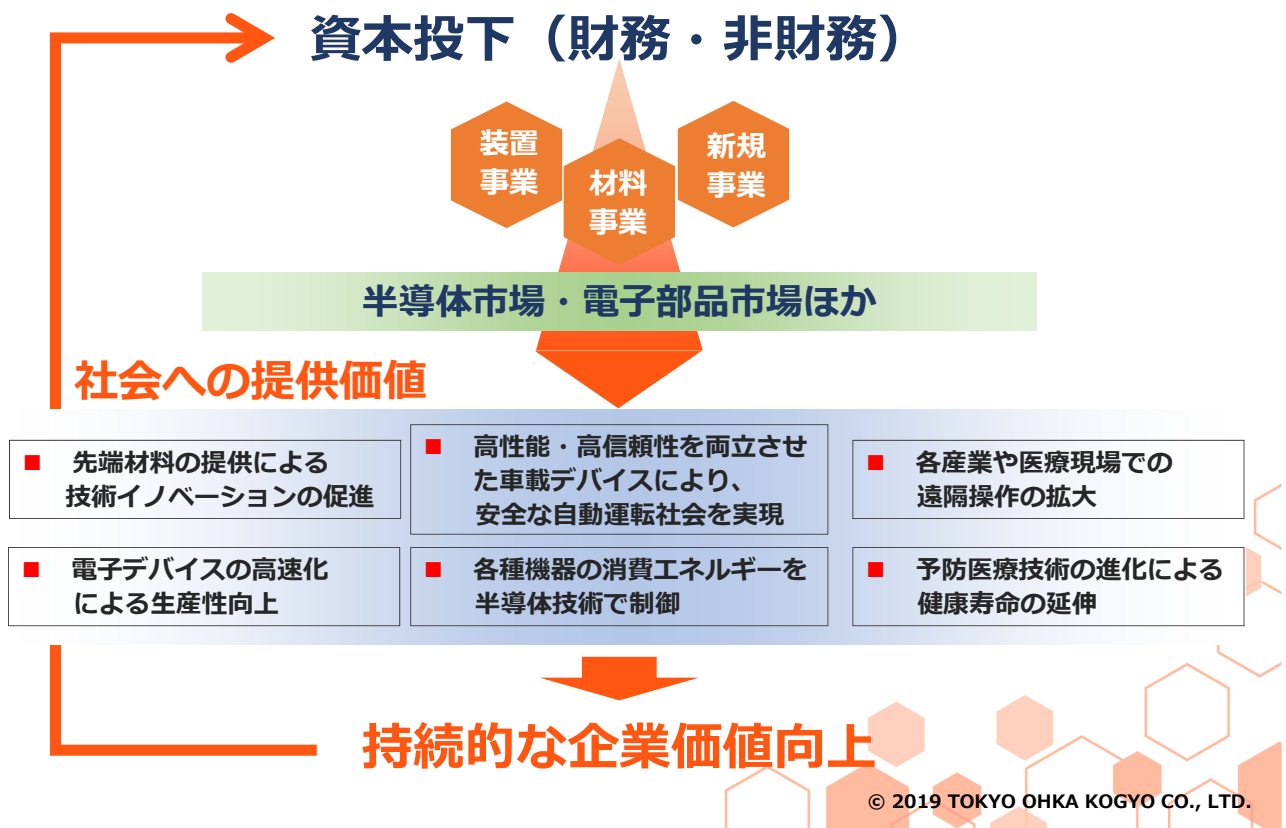 資本投下（財務・非財務）
装置
事業
材料
事業
新規
事業
半導体市場・電子部品市場ほか
社会への提供価値
■ 先端材料の提供による
技術イノベーションの促進
■ 高性能・高信頼性を両立させ
た車載デバイスにより、
安全な自動運転社会を実現
■ 各産業や医療現場での
遠隔操作の拡大
■ 電子デバイスの高速化
による生産性向上
■ 各種機器の消費エネルギーを
半導体技術で制御
■ 予防医療技術の進化による
健康寿命の延伸
持続的な企業価値向上
© 2019 TOKYO OHKA KOGYO CO., LTD.